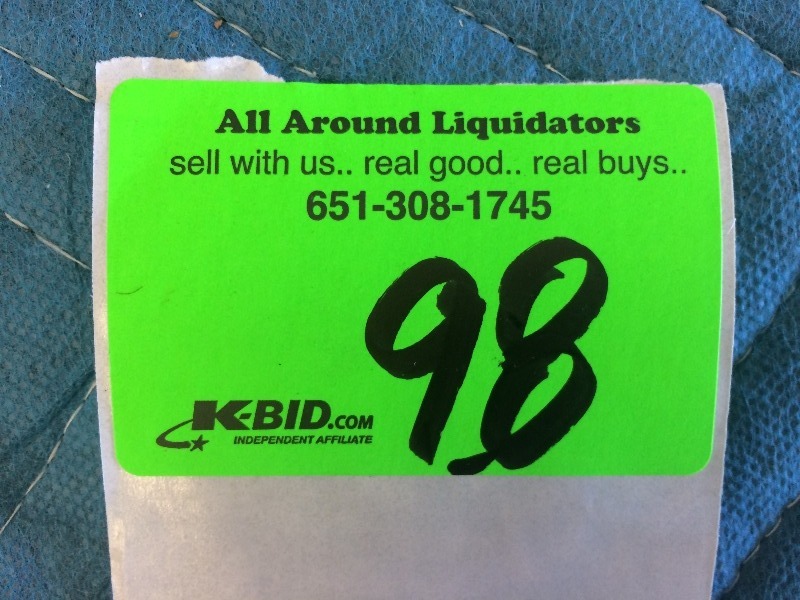 All Around Liquidators
sell with us.. real good.. real buys..
651-308-1745
98
K-BID.COM
INDEPENDENT AFFILIATE